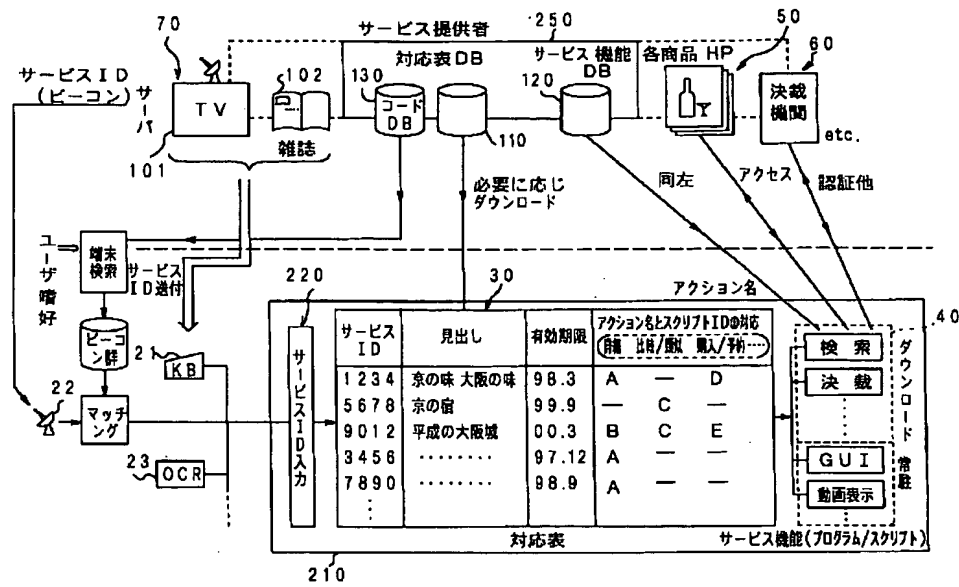 サービス提供者
250
50
70
対応表DB
サービス機能
DB
各商品HP
60
サービスID
(ビーコン)
サーバ
102
130
120
TV
コード
DB
決裁
機関
101
雑誌
110
etc.
必要に応じ
ダウンロード
同左
アクセス
認証他
ユーザ嗜好
端末
検索
サービス
ID送付
220
30
アクション名
40
ビーコン群
21
KB
22
マッチング
23
OCR
サービスID入力
サービス
ID
見出し
有効期限
アクション名とスクリプトIDの対応
比較/類似 購入/予約‥‥
1234 京の味 大阪の味 98.3 A — D
5678 京の宿 99.9 — C —
9012 平成の大阪城 00.3 B C E
3456 ‥‥‥‥ 97.12 A — —
7890 ‥‥‥‥ 98.9 A — —
検索
決裁
ダウンロード
GUI
動画表示
常駐
対応表
サービス機能(プログラム/スクリプト)
210